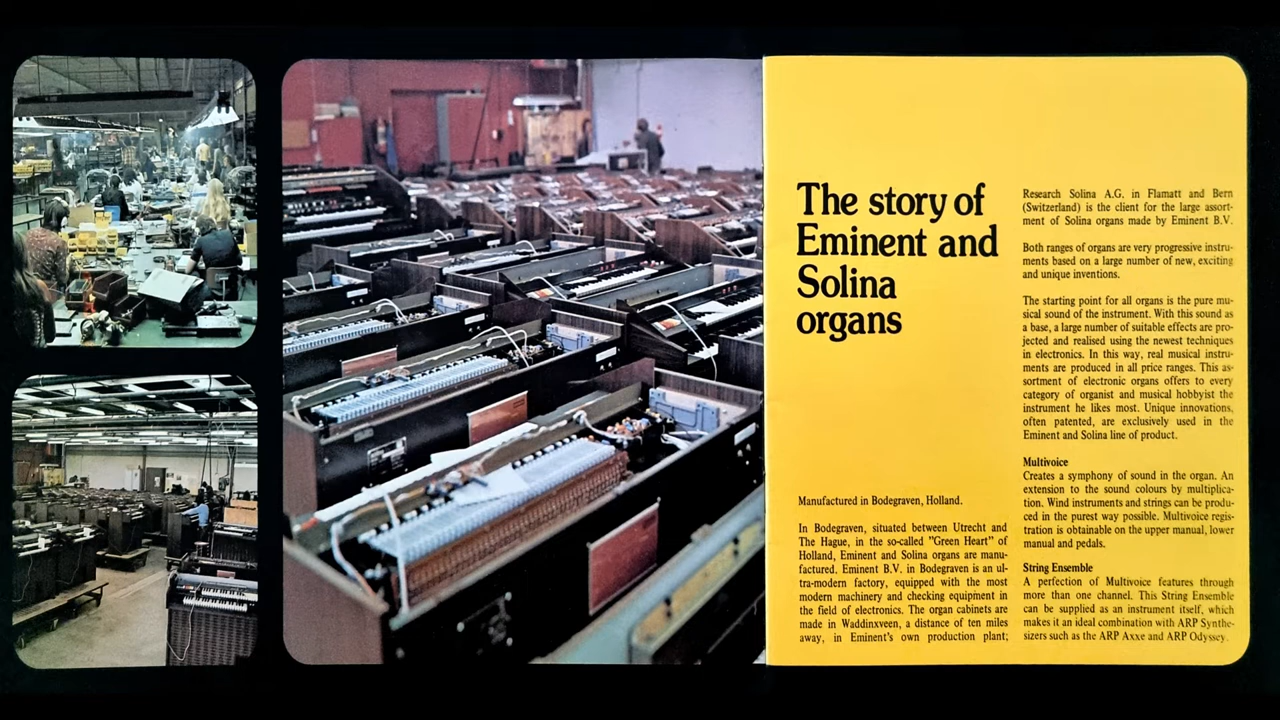 The story of
Eminent and
Solina
organs
Manufactured in Bodegraven, Holland.
In Bodegraven, situated between Utrecht and
The Hague, in the so-called ”Green Heart” of
Holland, Eminent and Solina organs are manu-
factured. Eminent B.V. in Bodegraven is an ul-
tra-modern factory, equipped with the most
modern machinery and checking equipment in
the field of electronics. The organ cabinets are
made in Waddinxveen, a distance of ten miles
away, in Eminent's own production plant;
Research Solina A.G. in Flamatt and Bern
(Switzerland) is the client for the large assort-
ment of Solina organs made by Eminent B.V.
Both ranges of organs are very progressive instru-
ments based on a large number of new, exciting
and unique inventions.
The starting point for all organs is the pure mu-
sical sound of the instrument. With this sound as
a base, a large number of suitable effects are pro-
jected and realised using the newest techniques
in electronics. In this way, real musical instru-
ments are produced in all price ranges. This as-
sortment of electronic organs offers to every
category of organist and musical hobbyist the
instrument he likes most. Unique innovations,
often patented, are exclusively used in the
Eminent and Solina line of product.
Multivoice
Creates a symphony of sound in the organ. An
extension to the sound colours by multiplica-
tion. Wind instruments and strings can be produ-
ced in the purest way possible. Multivoice regis-
tration is obtainable on the upper manual, lower
manual and pedals.
String Ensemble
A perfection of Multivoice features through
more than one channel. This String Ensemble
can be supplied as an instrument itself, which
makes it an ideal combination with ARP Synthe-
sizers such as the ARP Axxe and ARP Odyssey.